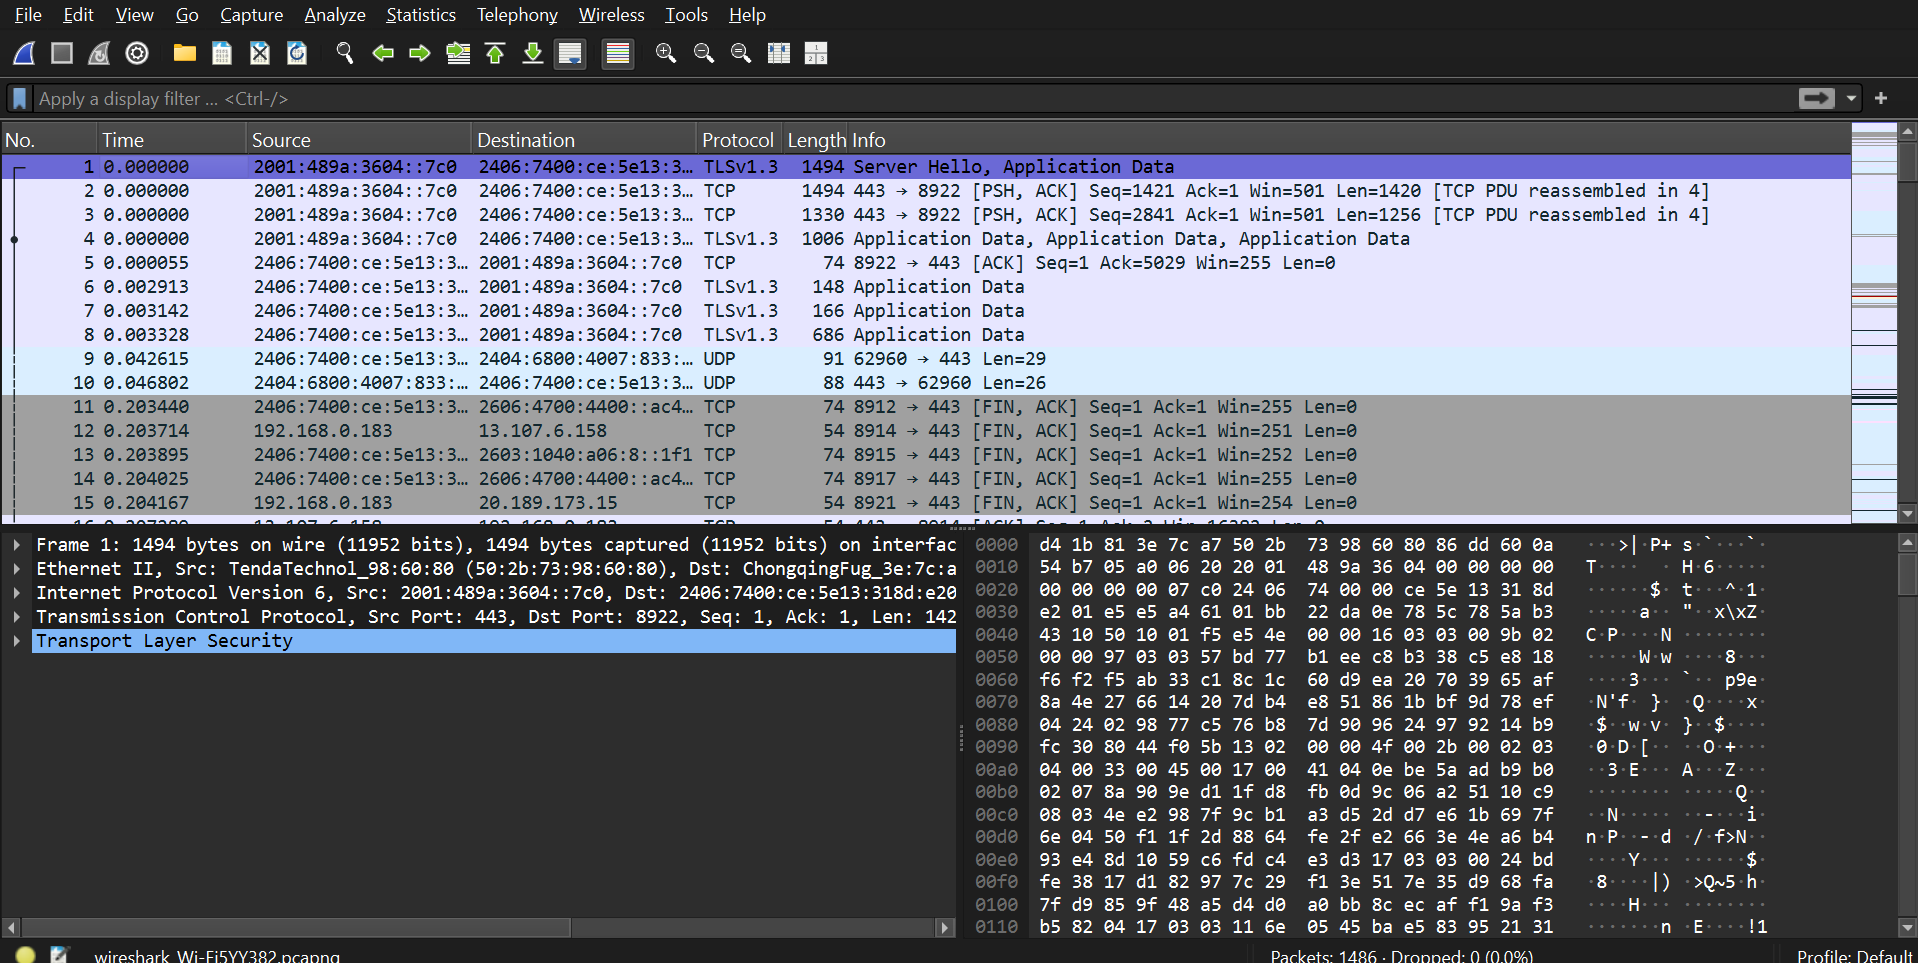 File Edit View Go Capture Analyze Statistics Telephony Wireless Tools Help
Apply a display filter ... <Ctrl-/>
No. Time Source Destination Protocol Length Info
1 0.000000 2001:489a:3604::7c0 2406:7400:ce:5e13:3... TLSv1.3 1494 Server Hello, Application Data
2 0.000000 2001:489a:3604::7c0 2406:7400:ce:5e13:3... TCP 1494 443 → 8922 [PSH, ACK] Seq=1421 Ack=1 Win=501 Len=1420 [TCP PDU reassembled in 4]
3 0.000000 2001:489a:3604::7c0 2406:7400:ce:5e13:3... TCP 1330 443 → 8922 [PSH, ACK] Seq=2841 Ack=1 Win=501 Len=1256 [TCP PDU reassembled in 4]
4 0.000000 2001:489a:3604::7c0 2406:7400:ce:5e13:3... TLSv1.3 1006 Application Data, Application Data, Application Data
5 0.000055 2406:7400:ce:5e13:3... 2001:489a:3604::7c0 TCP 74 8922 → 443 [ACK] Seq=1 Ack=5029 Win=255 Len=0
6 0.002913 2406:7400:ce:5e13:3... 2001:489a:3604::7c0 TLSv1.3 148 Application Data
7 0.003142 2406:7400:ce:5e13:3... 2001:489a:3604::7c0 TLSv1.3 166 Application Data
8 0.003328 2406:7400:ce:5e13:3... 2001:489a:3604::7c0 TLSv1.3 686 Application Data
9 0.042615 2406:7400:ce:5e13:3... 2404:6800:4007:833:... UDP 91 62960 → 443 Len=29
10 0.046802 2404:6800:4007:833:... 2406:7400:ce:5e13:3... UDP 88 443 → 62960 Len=26
11 0.203440 2406:7400:ce:5e13:3... 2606:4700:4400::ac4... TCP 74 8912 → 443 [FIN, ACK] Seq=1 Ack=1 Win=255 Len=0
12 0.203714 192.168.0.183 13.107.6.158 TCP 54 8914 → 443 [FIN, ACK] Seq=1 Ack=1 Win=251 Len=0
13 0.203895 2406:7400:ce:5e13:3... 2603:1040:a06:8::1f1 TCP 74 8915 → 443 [FIN, ACK] Seq=1 Ack=1 Win=252 Len=0
14 0.204025 2406:7400:ce:5e13:3... 2606:4700:4400::ac4... TCP 74 8917 → 443 [FIN, ACK] Seq=1 Ack=1 Win=255 Len=0
15 0.204167 192.168.0.183 20.189.173.15 TCP 54 8921 → 443 [FIN, ACK] Seq=1 Ack=1 Win=254 Len=0
Frame 1: 1494 bytes on wire (11952 bits), 1494 bytes captured (11952 bits) on interfac
Ethernet II, Src: TendaTechnol_98:60:80 (50:2b:73:98:60:80), Dst: ChongqingFug_3e:7c:a
Internet Protocol Version 6, Src: 2001:489a:3604::7c0, Dst: 2406:7400:ce:5e13:318d:e20
Transmission Control Protocol, Src Port: 443, Dst Port: 8922, Seq: 1, Ack: 1, Len: 142
Transport Layer Security
0000 d4 1b 81 3e 7c a7 50 2b 73 98 60 80 86 dd 60 0a ···>|·P+ s·`···`·
0010 54 b7 05 a0 06 20 20 01 48 9a 36 04 00 00 00 00 T···· · H·6·····
0020 00 00 00 00 07 c0 24 06 74 00 00 ce 5e 13 31 8d ······$· t···^·1·
0030 e2 01 e5 e5 a4 61 01 bb 22 da 0e 78 5c 78 5a b3 ·····a·· "··x\xZ·
0040 43 10 50 10 01 f5 e5 4e 00 00 16 03 03 00 9b 02 C·P····N ········
0050 00 00 97 03 03 57 bd 77 b1 ee c8 b3 38 c5 e8 18 ·····W·w ····8···
0060 f6 f2 f5 ab 33 c1 8c 1c 60 d9 ea 20 70 39 65 af ····3··· `·· p9e·
0070 8a 4e 27 66 14 20 7d b4 e8 51 86 1b bf 9d 78 ef ·N'f· }· ·Q····x·
0080 04 24 02 98 77 c5 76 b8 7d 90 96 24 97 92 14 b9 ·$··w·v· }··$····
0090 fc 30 80 44 f0 5b 13 02 00 00 4f 00 2b 00 02 03 ·0·D·[·· ··O·+···
00a0 04 00 33 00 45 00 17 00 41 04 0e be 5a ad b9 b0 ··3·E··· A···Z···
00b0 02 07 8a 90 9e d1 1f d8 fb 0d 9c 06 a2 51 10 c9 ········ ·····Q··
00c0 08 03 4e e2 98 7f 9c b1 a3 d5 2d d7 e6 1b 69 7f ··N····· ··-···i·
00d0 6e 04 50 f1 1f 2d 88 64 fe 2f e2 66 3e 4e a6 b4 n·P··-·d ·/·f>N··
00e0 93 e4 8d 10 59 c6 fd c4 e3 d3 17 03 03 00 24 bd ····Y··· ······$·
00f0 fe 38 17 d1 82 97 7c 29 f1 3e 51 7e 35 d9 68 fa ·8····|) ·>Q~5·h·
0100 7f d9 85 9f 48 a5 d4 d0 a0 bb 8c ec af f1 9a f3 ····H··· ········
0110 b5 82 04 17 03 03 11 6e 05 45 ba e5 83 95 21 31 ·······n ·E····!1
wireshark_Wi-Fi5YY382.pcapng Packets: 1486 · Dropped: 0 (0.0%) Profile: Default